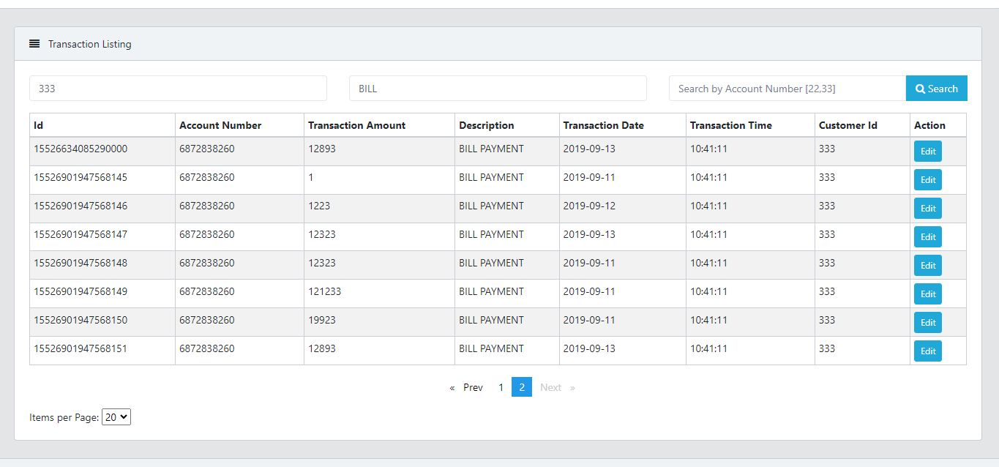 Transaction Listing
333 BILL Search by Account Number [22,33] Search
Id Account Number Transaction Amount Description Transaction Date Transaction Time Customer Id Action
15526634085290000 6872838260 12893 BILL PAYMENT 2019-09-13 10:41:11 333 Edit
15526901947568145 6872838260 1 BILL PAYMENT 2019-09-11 10:41:11 333 Edit
15526901947568146 6872838260 1223 BILL PAYMENT 2019-09-12 10:41:11 333 Edit
15526901947568147 6872838260 12323 BILL PAYMENT 2019-09-13 10:41:11 333 Edit
15526901947568148 6872838260 12323 BILL PAYMENT 2019-09-11 10:41:11 333 Edit
15526901947568149 6872838260 121233 BILL PAYMENT 2019-09-11 10:41:11 333 Edit
15526901947568150 6872838260 19923 BILL PAYMENT 2019-09-11 10:41:11 333 Edit
15526901947568151 6872838260 12893 BILL PAYMENT 2019-09-13 10:41:11 333 Edit
« Prev 1 2 Next »
Items per Page: 20